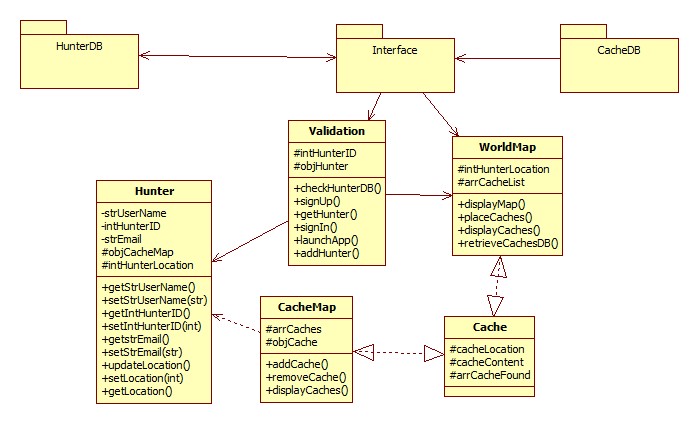 HunterDB
Interface
CacheDB
Validation
#intHunterID
#objHunter
+checkHunterDB()
+signUp()
+getHunter()
+signIn()
+launchApp()
+addHunter()
WorldMap
#intHunterLocation
#arrCacheList
+displayMap()
+placeCaches()
+displayCaches()
+retrieveCachesDB()
Hunter
-strUserName
-intHunterID
-strEmail
#objCacheMap
#intHunterLocation
+getStrUserName()
+setStrUserName(str)
+getIntHunterID()
+setIntHunterID(int)
+getstrEmail()
+setStrEmail(str)
+updateLocation()
+setLocation(int)
+getLocation()
CacheMap
#arrCaches
#objCache
+addCache()
+removeCache()
+displayCaches()
Cache
#cacheLocation
#cacheContent
#arrCacheFound